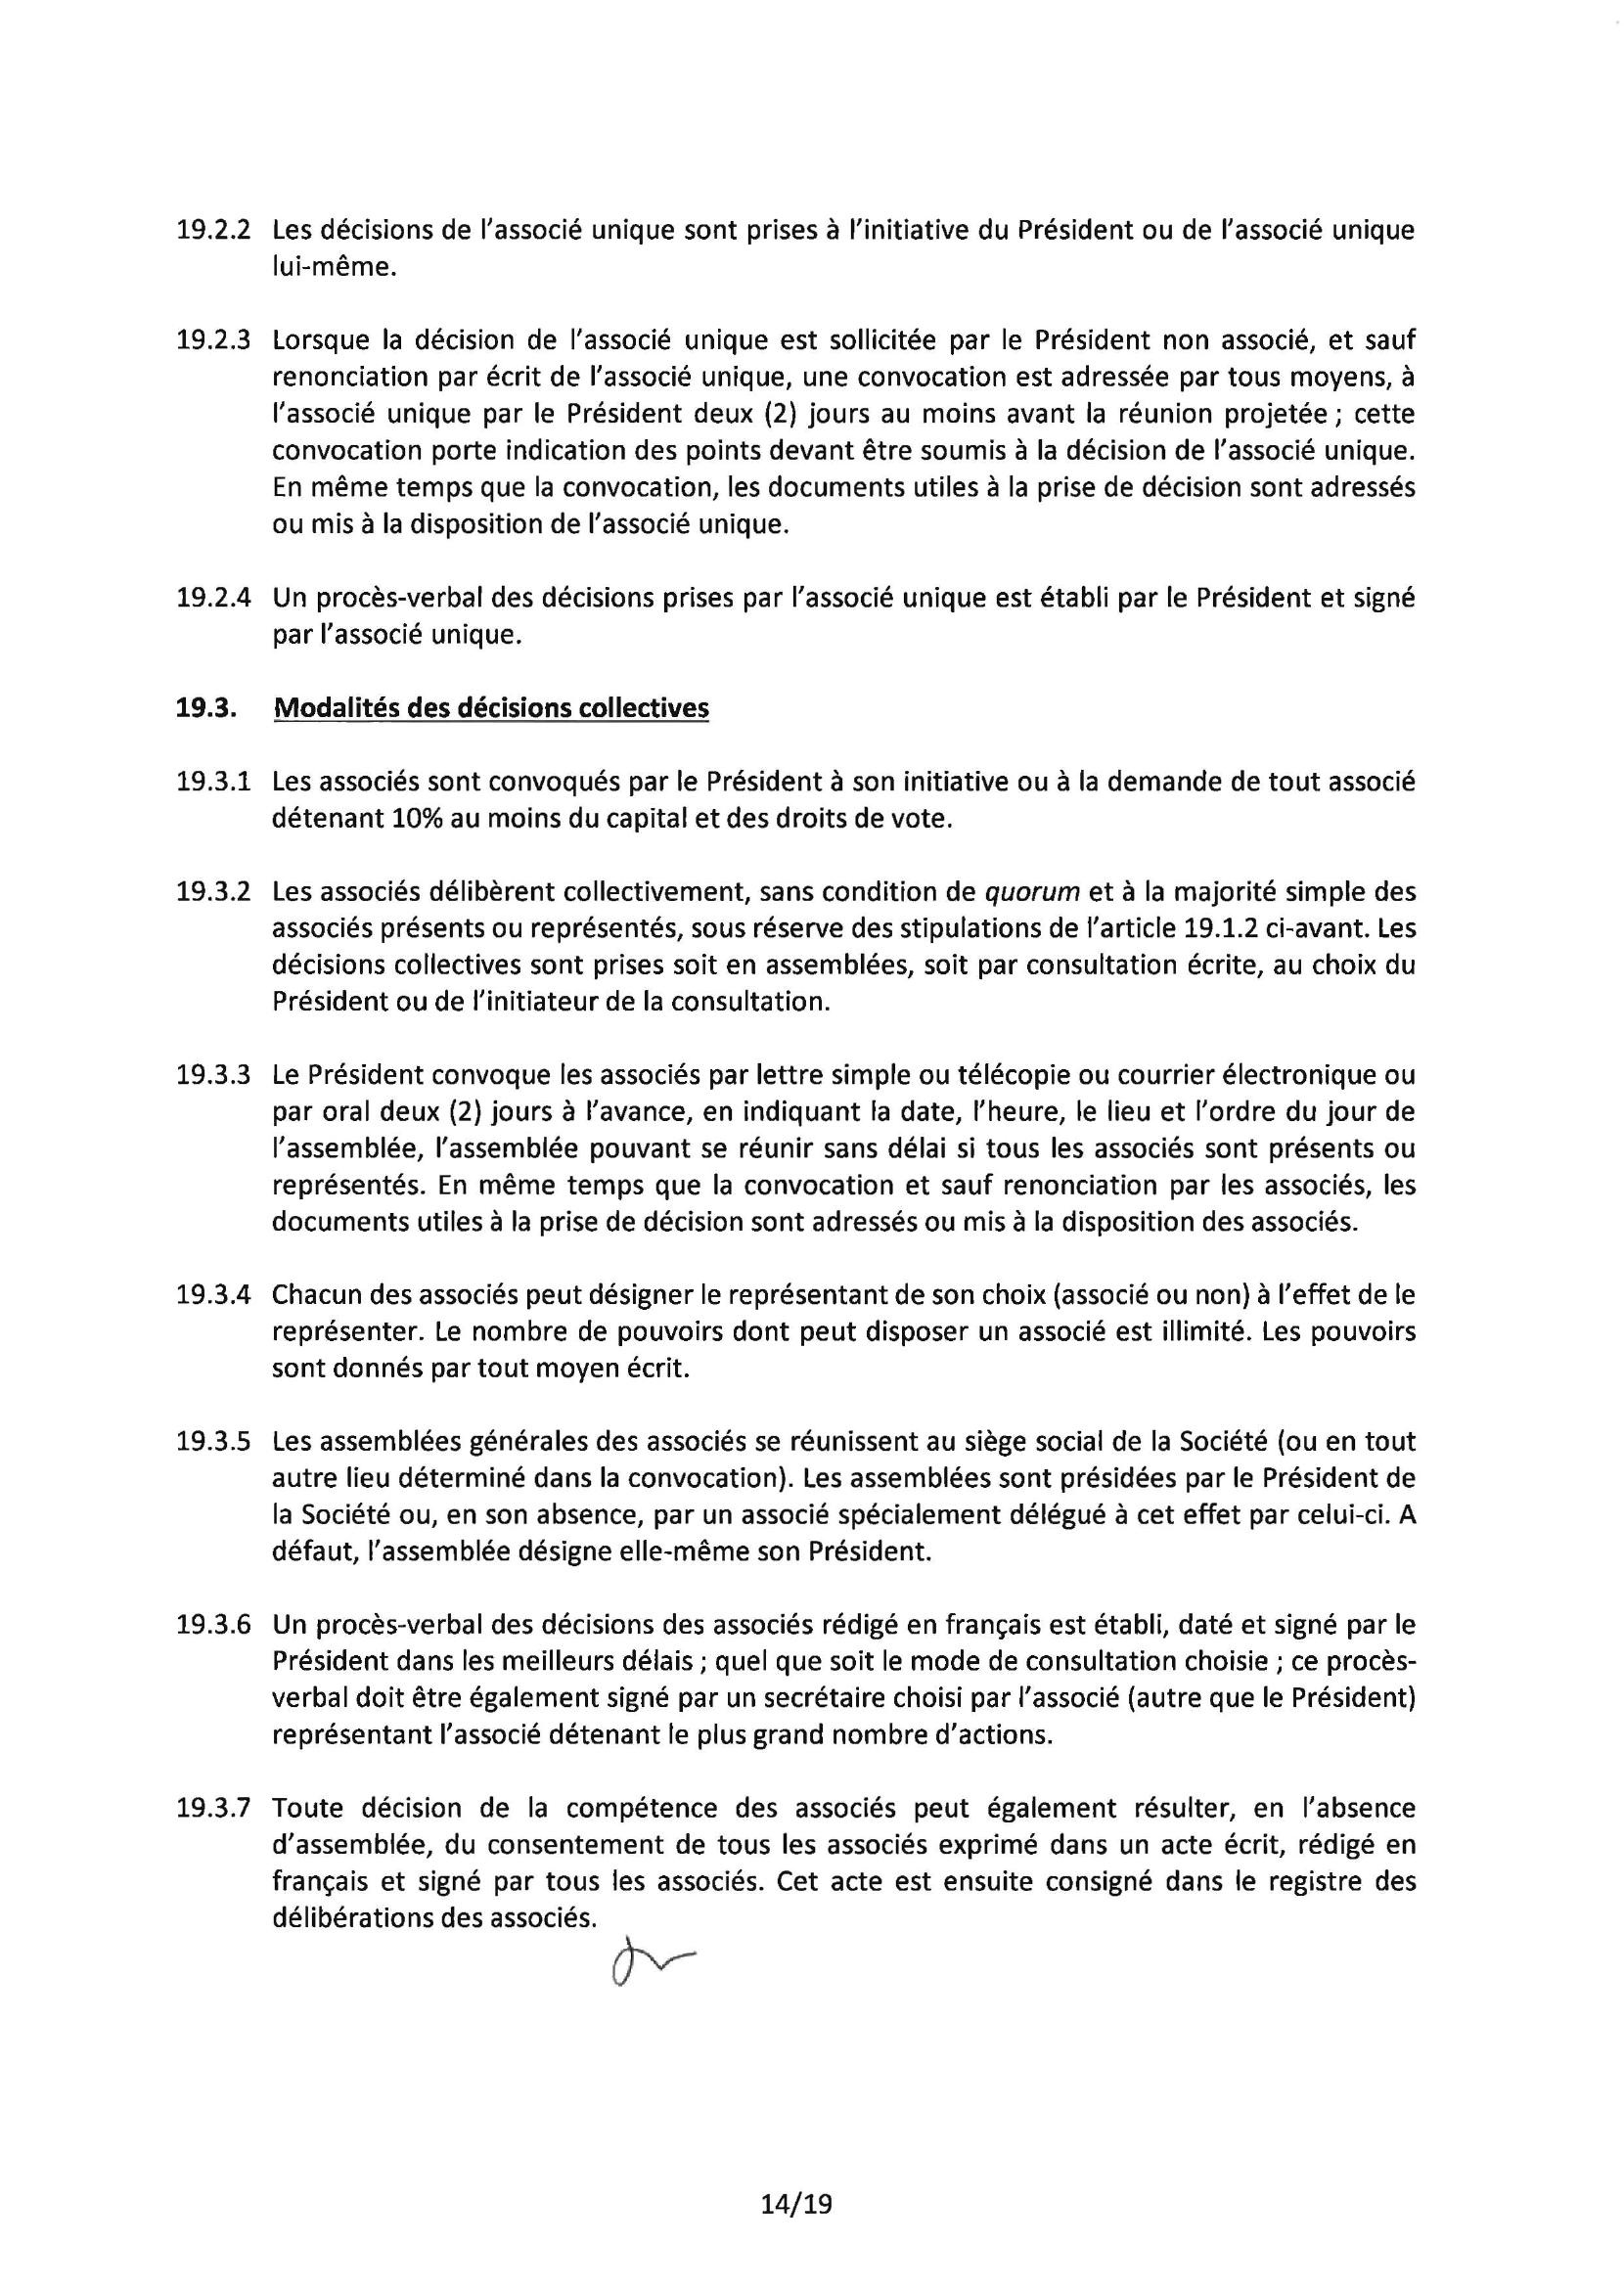 19.2.2 Les décisions de l'associé unique sont prises à l'initiative du Président ou de l'associé unique
lui-même.
19.2.3 Lorsque la décision de l'associé unique est sollicitée par le Président non associé, et sauf
renonciation par écrit de l'associé unique, une convocation est adressée par tous moyens, à
l'associé unique par le Président deux (2) jours au moins avant la réunion projetée ; cette
convocation porte indication des points devant être soumis à la décision de l'associé unique.
En même temps que la convocation, les documents utiles à la prise de décision sont adressés
ou mis à la disposition de l'associé unique.
19.2.4 Un procès-verbal des décisions prises par l'associé unique est établi par le Président et signé
par l'associé unique.
19.3. Modalités des décisions collectives
19.3.1 Les associés sont convoqués par le Président à son initiative ou à la demande de tout associé
détenant 10% au moins du capital et des droits de vote.
19.3.2 Les associés délibèrent collectivement, sans condition de quorum et à la majorité simple des
associés présents ou représentés, sous réserve des stipulations de l'article 19.1.2 ci-avant. Les
décisions collectives sont prises soit en assemblées, soit par consultation écrite, au choix du
Président ou de l'initiateur de la consultation.
19.3.3 Le Président convoque les associés par lettre simple ou télécopie ou courrier électronique ou
par oral deux (2) jours à l'avance, en indiquant la date, l'heure, le lieu et l'ordre du jour de
l'assemblée, l'assemblée pouvant se réunir sans délai si tous les associés sont présents ou
représentés. En même temps que la convocation et sauf renonciation par les associés, les
documents utiles à la prise de décision sont adressés ou mis à la disposition des associés.
19.3.4 Chacun des associés peut désigner le représentant de son choix (associé ou non) à l'effet de le
représenter. Le nombre de pouvoirs dont peut disposer un associé est illimité. Les pouvoirs
sont donnés par tout moyen écrit.
19.3.5 Les assemblées générales des associés se réunissent au siège social de la Société (ou en tout
autre lieu déterminé dans la convocation). Les assemblées sont présidées par le Président de
la Société ou, en son absence, par un associé spécialement délégué à cet effet par celui-ci. A
défaut, l'assemblée désigne elle-même son Président.
19.3.6 Un procès-verbal des décisions des associés rédigé en français est établi, daté et signé par le
Président dans les meilleurs délais ; quel que soit le mode de consultation choisie ; ce procès-
verbal doit être également signé par un secrétaire choisi par l'associé (autre que le Président)
représentant l'associé détenant le plus grand nombre d'actions.
19.3.7 Toute décision de la compétence des associés peut également résulter, en l'absence
d'assemblée, du consentement de tous les associés exprimé dans un acte écrit, rédigé en
français et signé par tous les associés. Cet acte est ensuite consigné dans le registre des
délibérations des associés.
14/19